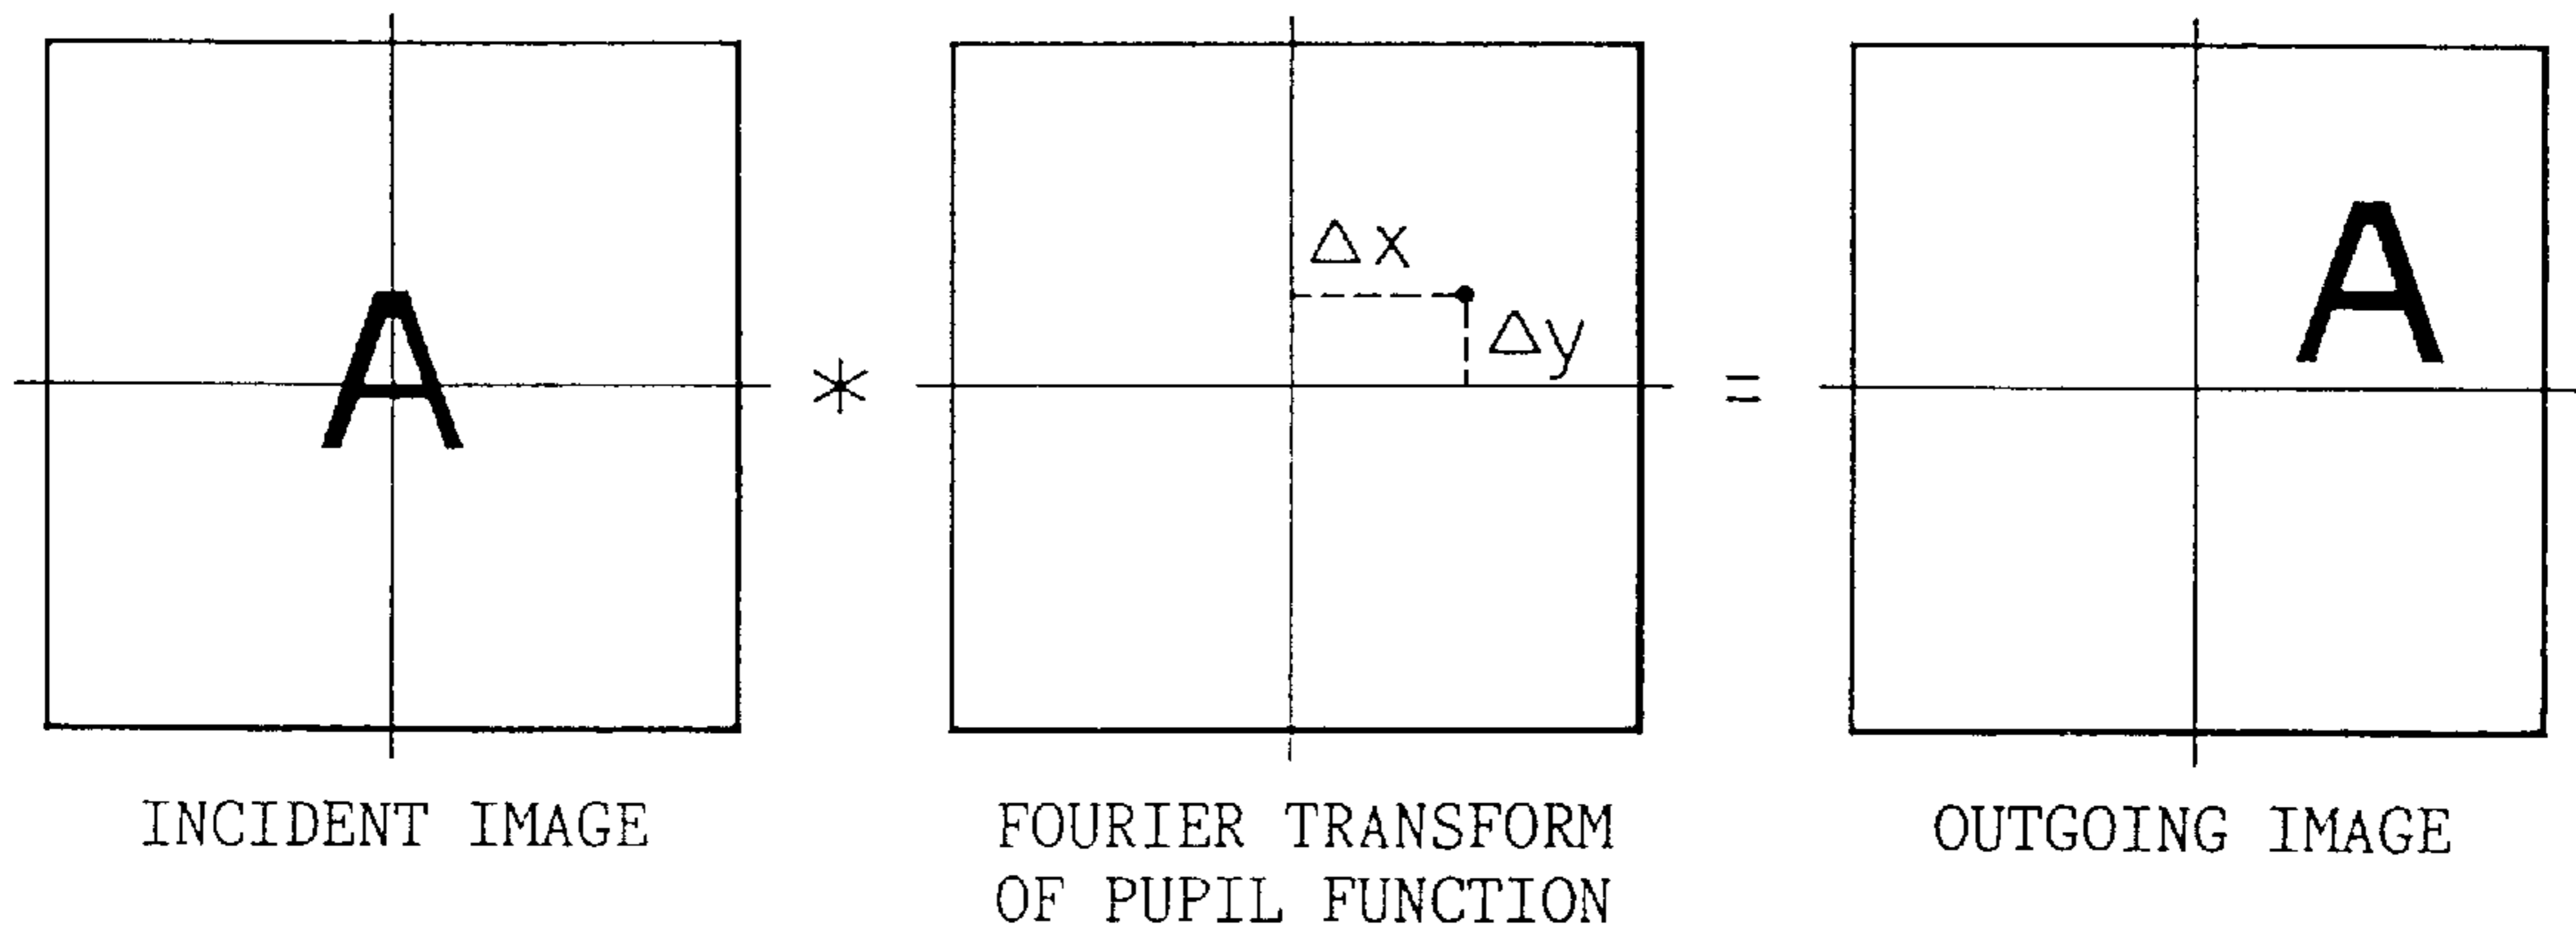 A
*
Δx
Δy
=
A
INCIDENT IMAGE
FOURIER TRANSFORM
OF PUPIL FUNCTION
OUTGOING IMAGE